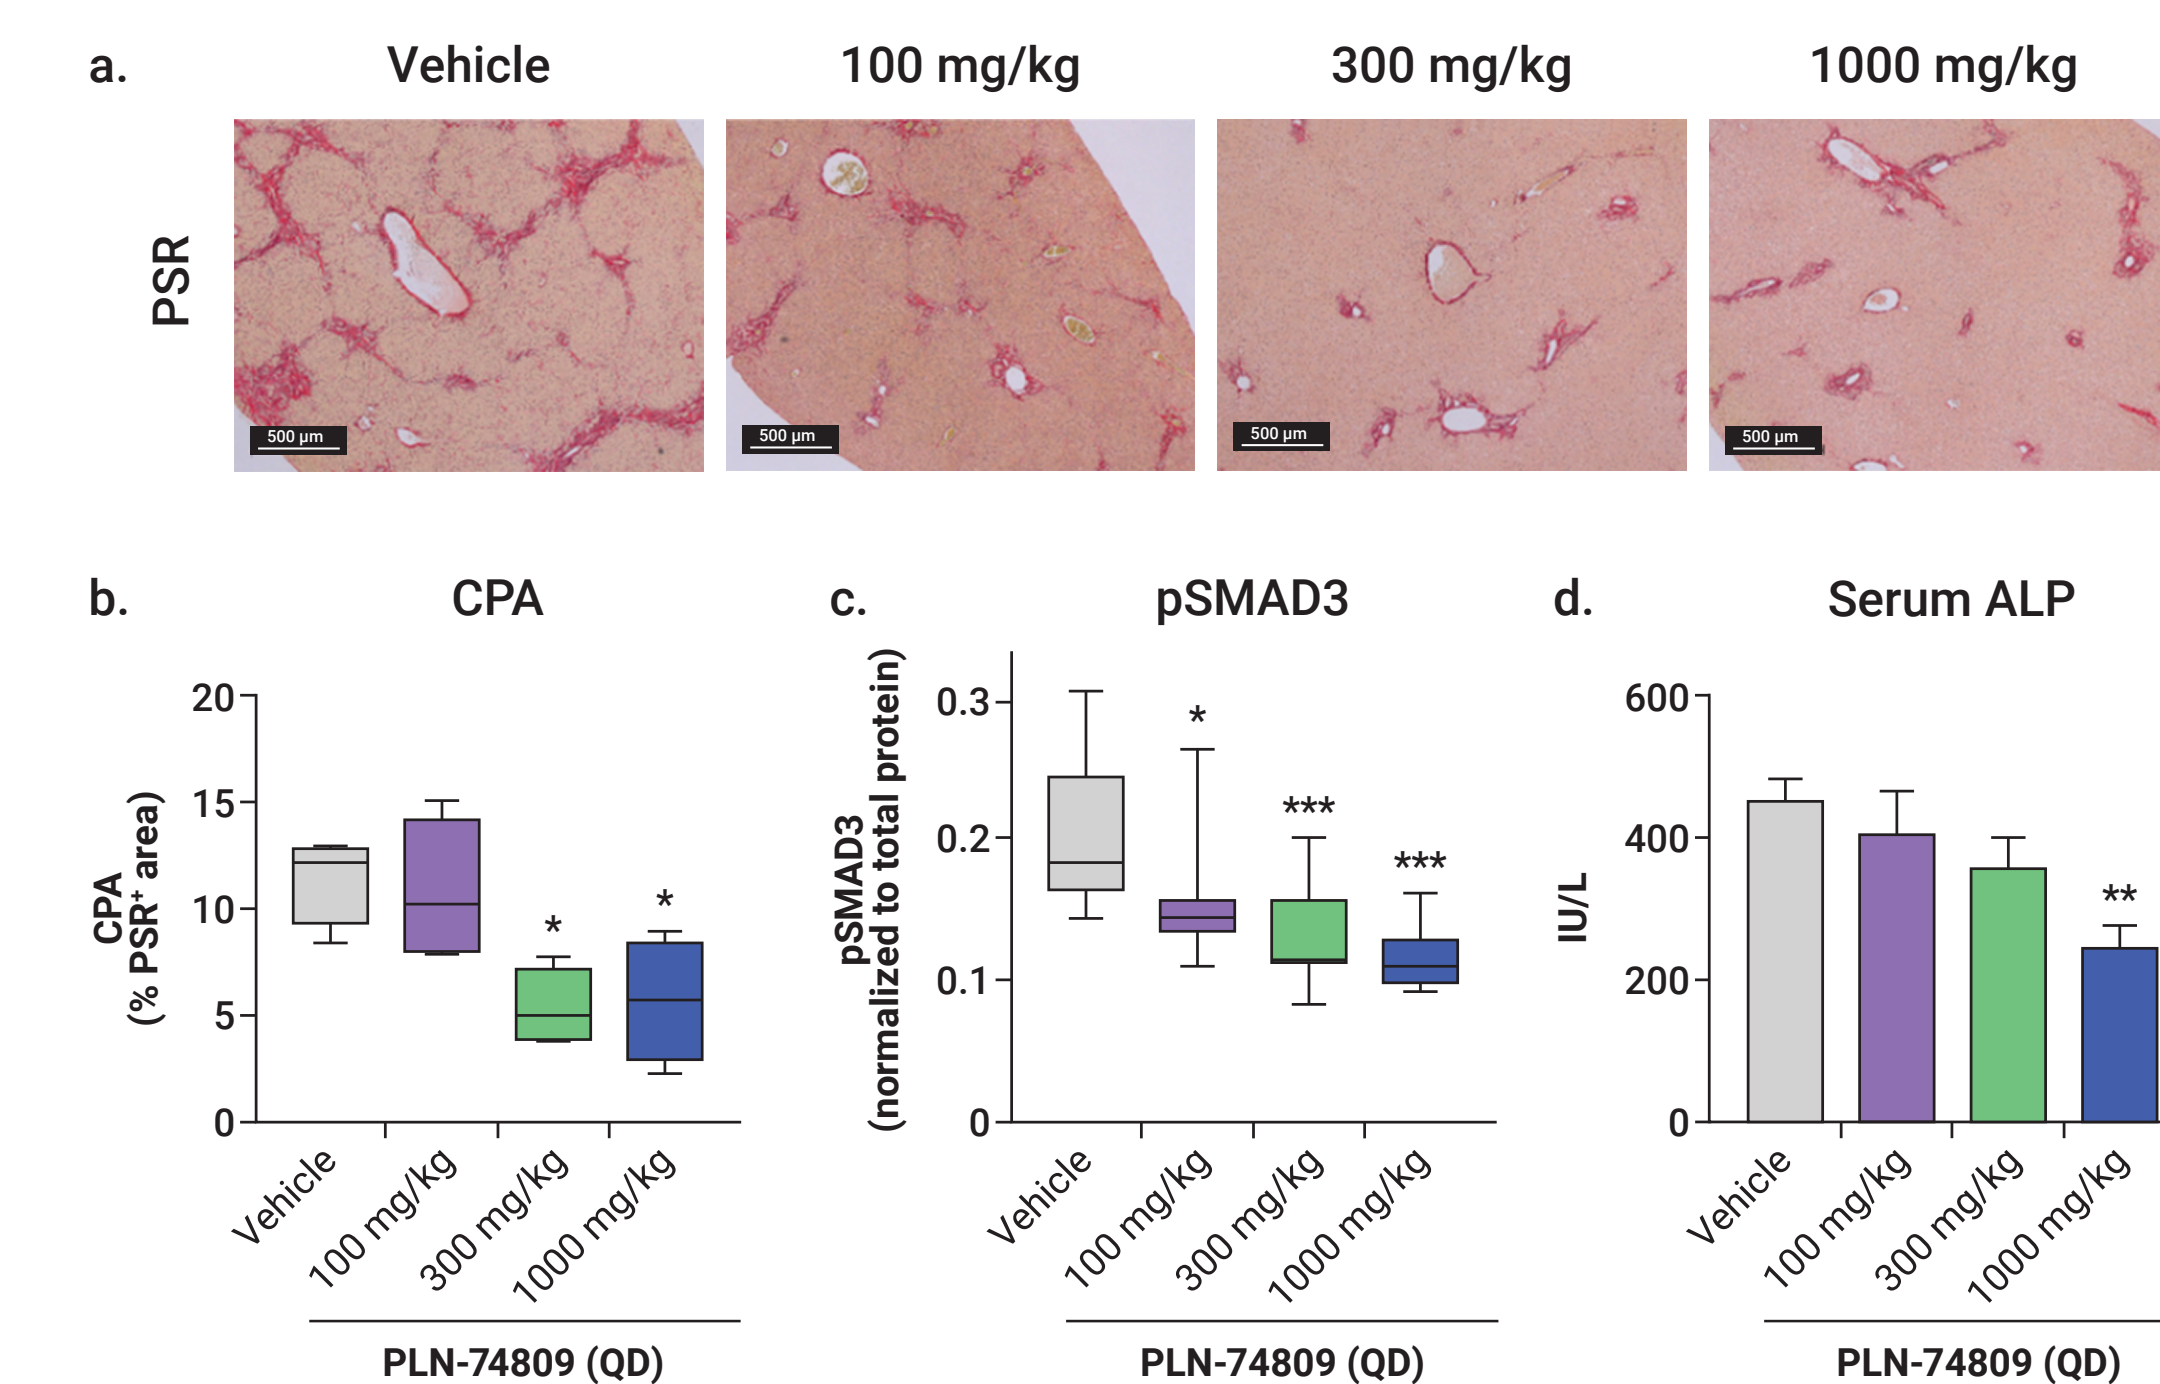 a.
Vehicle
100 mg/kg
300 mg/kg
1000 mg/kg
PSR
500 µm
500 µm
500 µm
500 µm
b.
CPA
CPA
(% PSR⁺ area)
20
15
10
5
0
*
*
Vehicle
100 mg/kg
300 mg/kg
1000 mg/kg
PLN-74809 (QD)
c.
pSMAD3
pSMAD3
(normalized to total protein)
0.3
0.2
0.1
0
*
***
***
Vehicle
100 mg/kg
300 mg/kg
1000 mg/kg
PLN-74809 (QD)
d.
Serum ALP
IU/L
600
400
200
0
**
Vehicle
100 mg/kg
300 mg/kg
1000 mg/kg
PLN-74809 (QD)